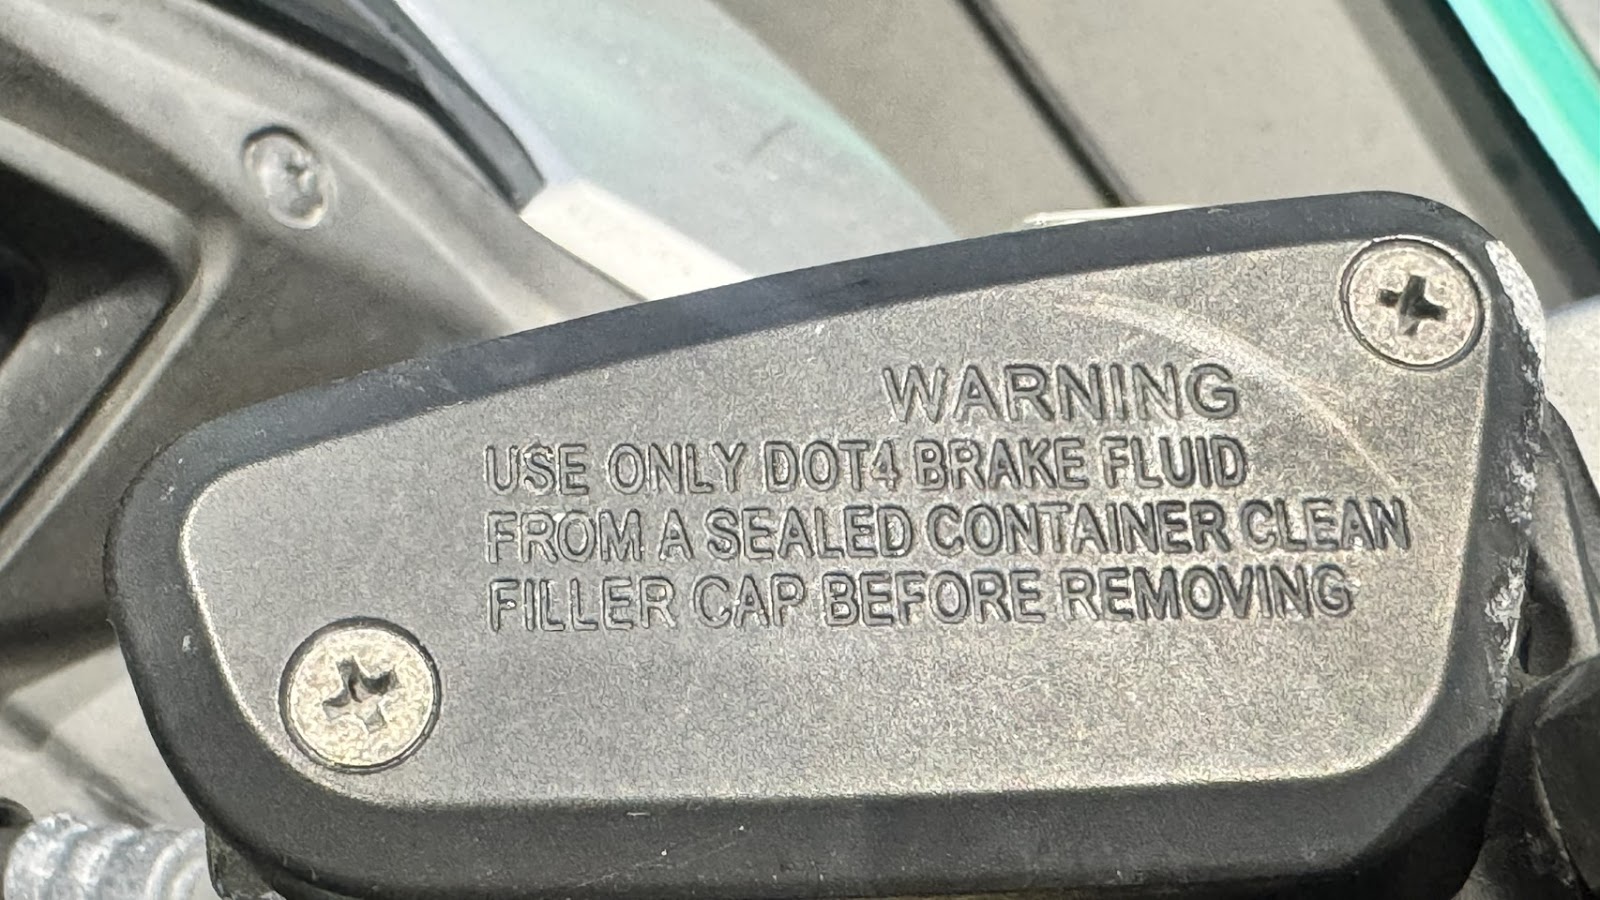 WARNING
USE ONLY DOT4 BRAKE FLUID
FROM A SEALED CONTAINER CLEAN
FILLER CAP BEFORE REMOVING